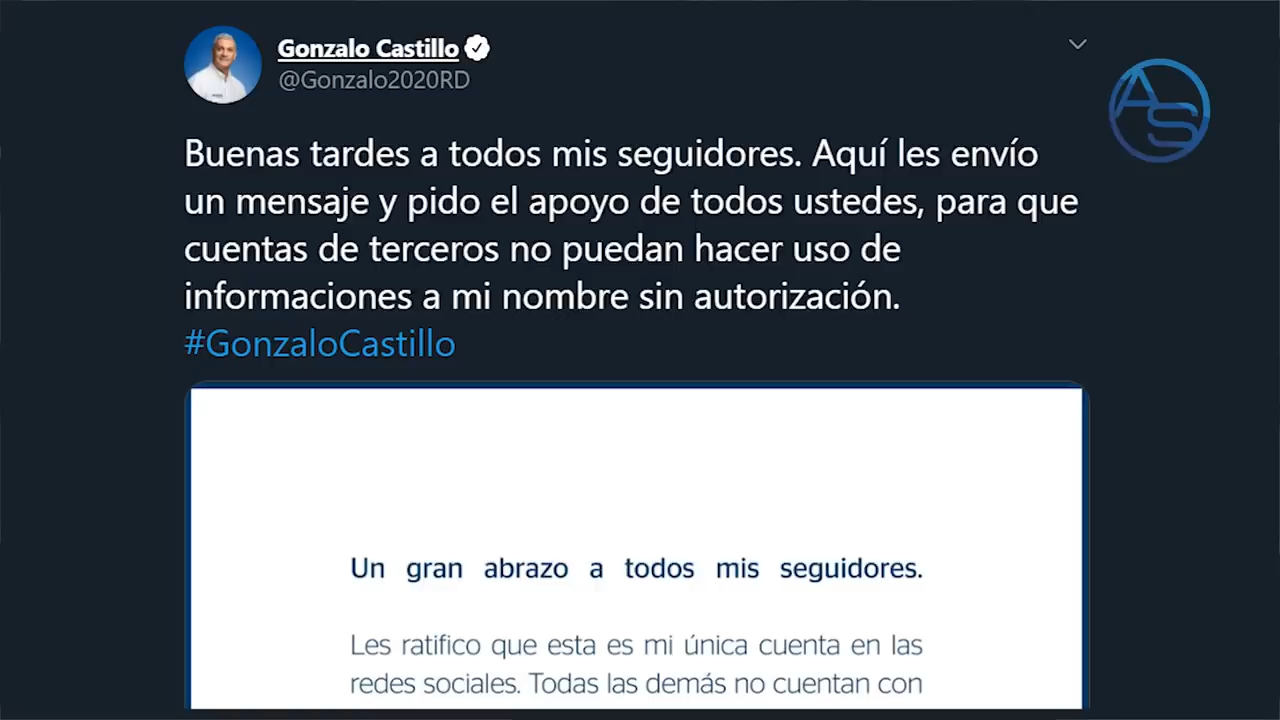 Gonzalo Castillo
@Gonzalo2020RD
AS
Buenas tardes a todos mis seguidores. Aquí les envío
un mensaje y pido el apoyo de todos ustedes, para que
cuentas de terceros no puedan hacer uso de
informaciones a mi nombre sin autorización.
#GonzaloCastillo
Un gran abrazo a todos mis seguidores.
Les ratifico que esta es mi única cuenta en las
redes sociales. Todas las demás no cuentan con